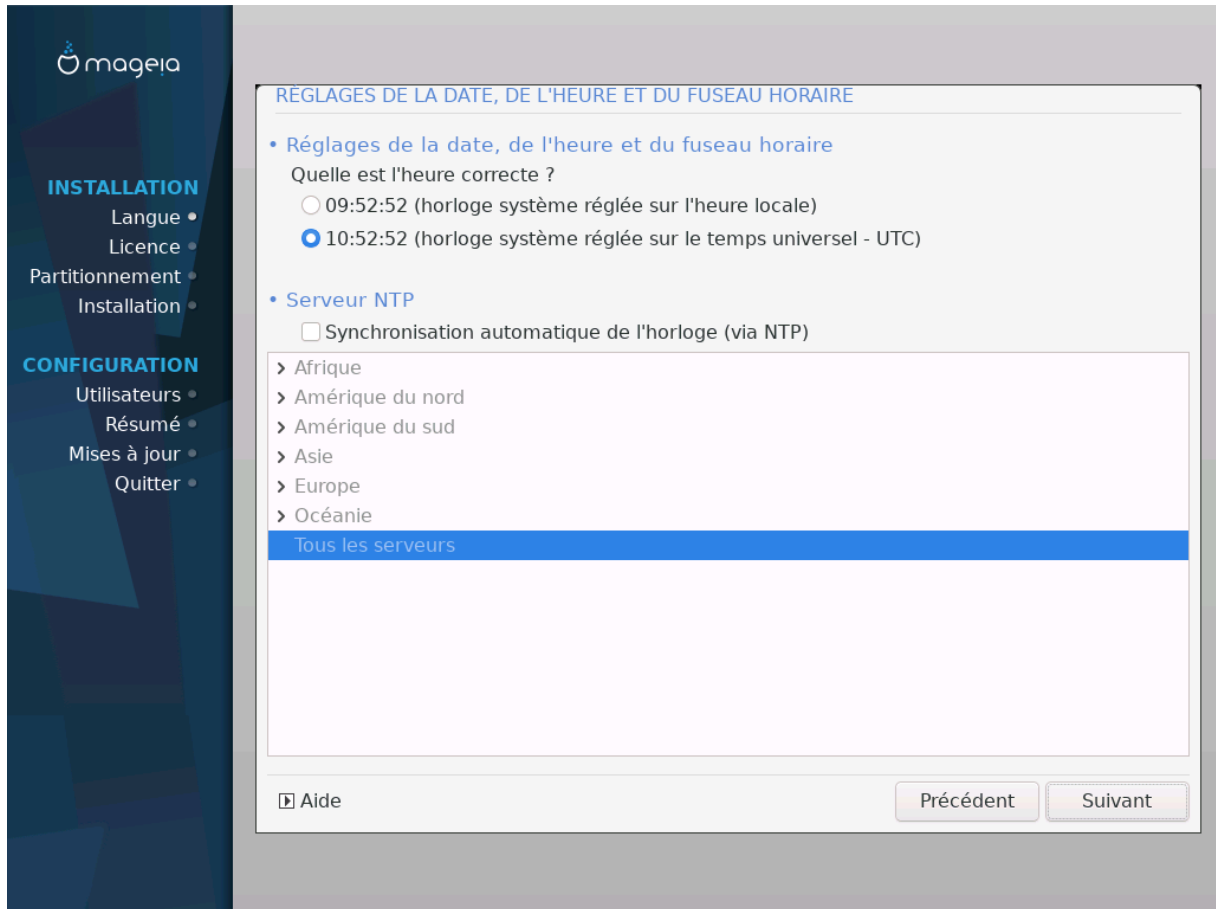 mageia
INSTALLATION
Langue
Licence
Partitionnement
Installation
CONFIGURATION
Utilisateurs
Résumé
Mises à jour
Quitter
RÉGLAGES DE LA DATE, DE L'HEURE ET DU FUSEAU HORAIRE
• Réglages de la date, de l'heure et du fuseau horaire
Quelle est l'heure correcte ?
09:52:52 (horloge système réglée sur l'heure locale)
10:52:52 (horloge système réglée sur le temps universel - UTC)
• Serveur NTP
Synchronisation automatique de l'horloge (via NTP)
Afrique
Amérique du nord
Amérique du sud
Asie
Europe
Océanie
Tous les serveurs
Aide
Précédent
Suivant